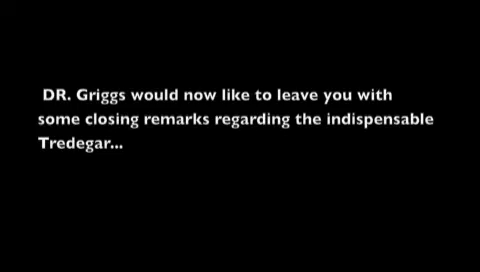 DR. Griggs would now like to leave you with
some closing remarks regarding the indispensable
Tredegar...